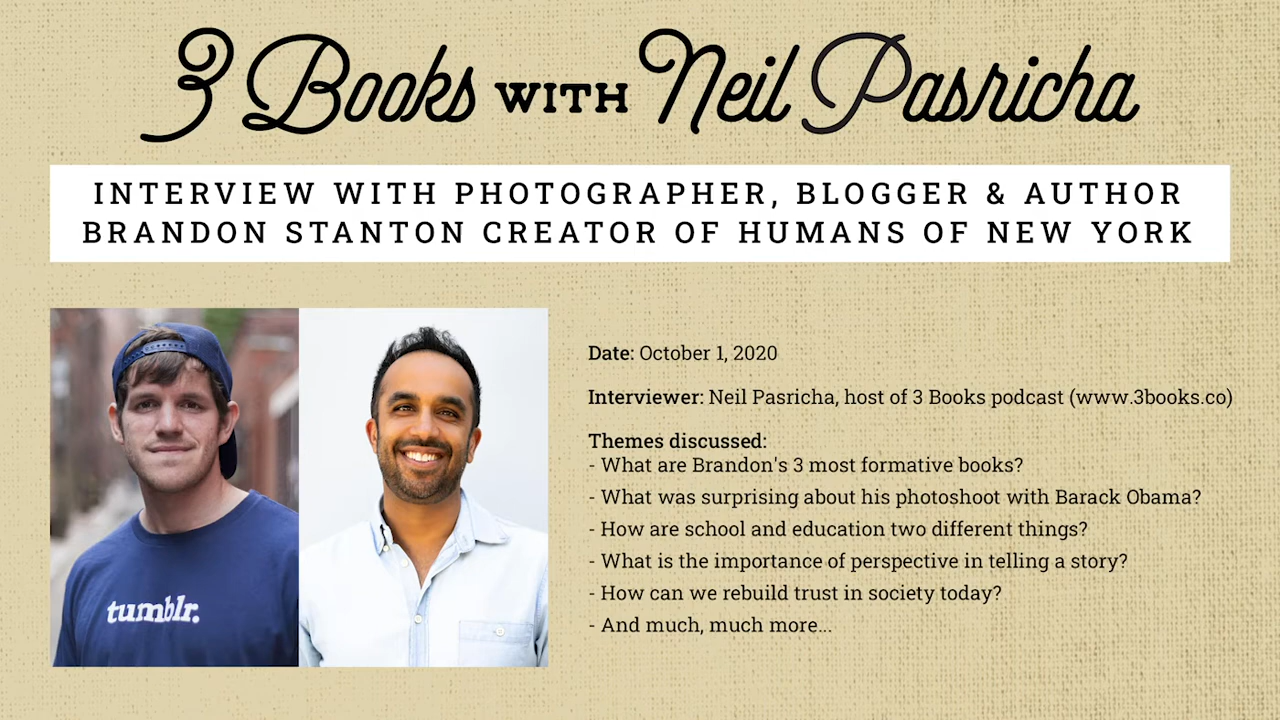 3 Books WITH Neil Pasricha
INTERVIEW WITH PHOTOGRAPHER, BLOGGER & AUTHOR
BRANDON STANTON CREATOR OF HUMANS OF NEW YORK
Date: October 1, 2020
Interviewer: Neil Pasricha, host of 3 Books podcast (www.3books.co)
Themes discussed:
- What are Brandon's 3 most formative books?
- What was surprising about his photoshoot with Barack Obama?
- How are school and education two different things?
- What is the importance of perspective in telling a story?
- How can we rebuild trust in society today?
- And much, much more...
tumblr.